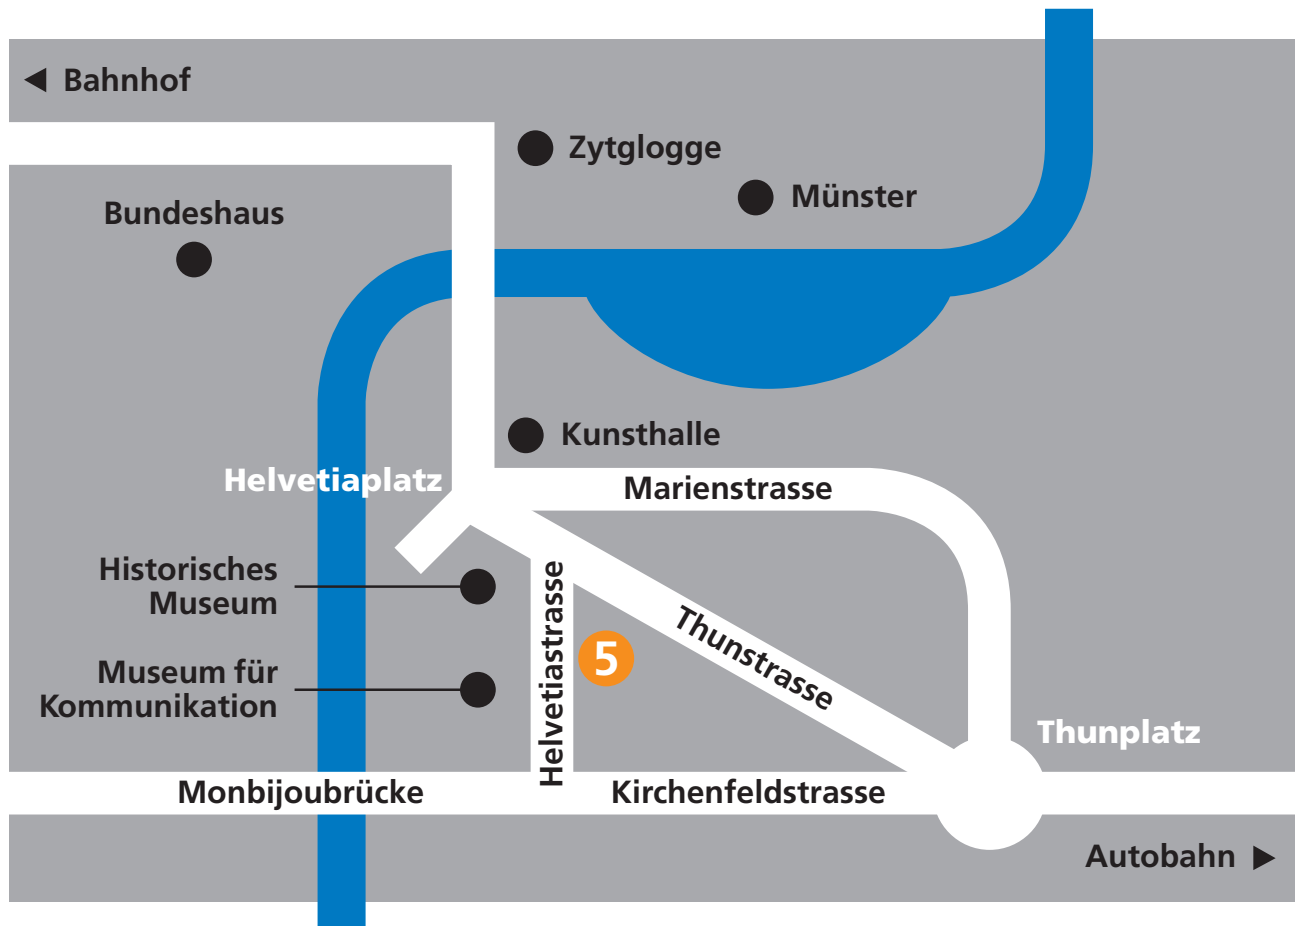 Bahnhof
Zytglogge
Münster
Bundeshaus
Kunsthalle
Helvetiaplatz
Marienstrasse
Historisches
Museum
Helvetiastrasse
5
Thunstrasse
Museum für
Kommunikation
Thunplatz
Monbijoubrücke
Kirchenfeldstrasse
Autobahn